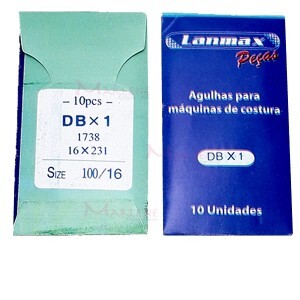 10pcs
DB×1
1738
16×231
SIZE 100/16
Lanmax
Peças
Agulhas para
máquinas de costura
DB X 1
10 Unidades